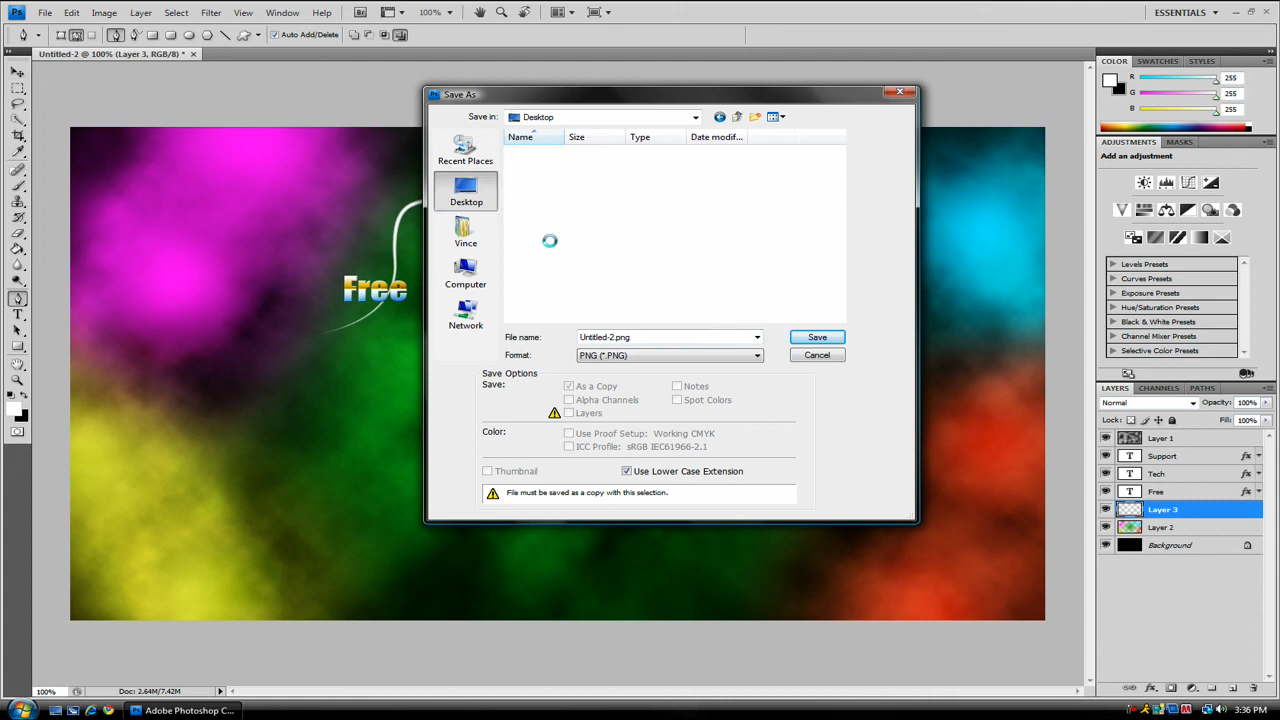 Ps File Edit Image Layer Select Filter View Window Help Br 100% ESSENTIALS
Auto Add/Delete
Untitled-2 @ 100% (Layer 3, RGB/8) *
Save As
Save in: Desktop
Name Size Type Date modif...
Recent Places
Desktop
Vince
Computer
Network
File name: Untitled-2.png Save
Format: PNG (*.PNG) Cancel
Save Options
Save: As a Copy Notes
Alpha Channels Spot Colors
Layers
Color: Use Proof Setup: Working CMYK
ICC Profile: sRGB IEC61966-2.1
Thumbnail Use Lower Case Extension
File must be saved as a copy with this selection.
Free
COLOR SWATCHES STYLES
R 255
G 255
B 255
ADJUSTMENTS MASKS
Add an adjustment
Levels Presets
Curves Presets
Exposure Presets
Hue/Saturation Presets
Black & White Presets
Channel Mixer Presets
Selective Color Presets
LAYERS CHANNELS PATHS
Normal Opacity: 100%
Lock: Fill: 100%
Layer 1
T Support fx
T Tech fx
T Free fx
Layer 3
Layer 2
Background
100% Doc: 2.64M/7.42M
Ps Adobe Photoshop C... 3:36 PM